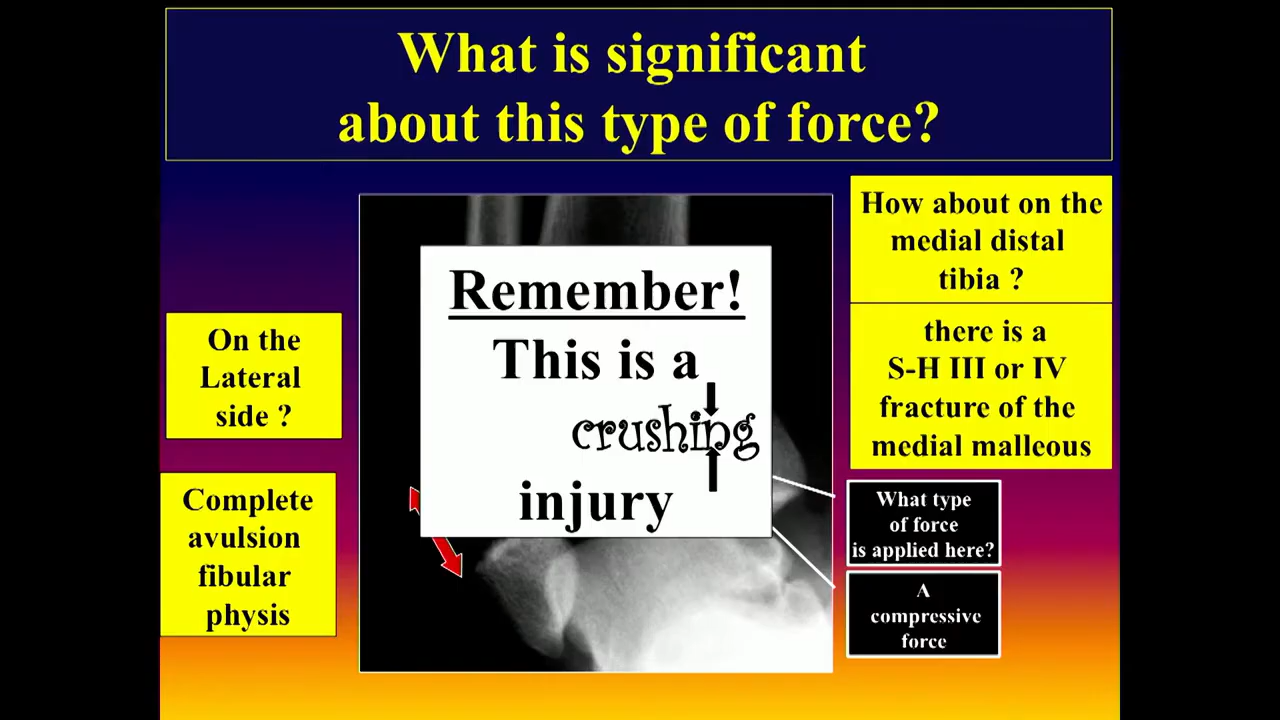 What is significant
about this type of force?
On the
Lateral
side ?
Complete
avulsion
fibular
physis
Remember!
This is a
crushing
injury
How about on the
medial distal
tibia ?
there is a
S-H III or IV
fracture of the
medial malleous
What type
of force
is applied here?
A
compressive
force